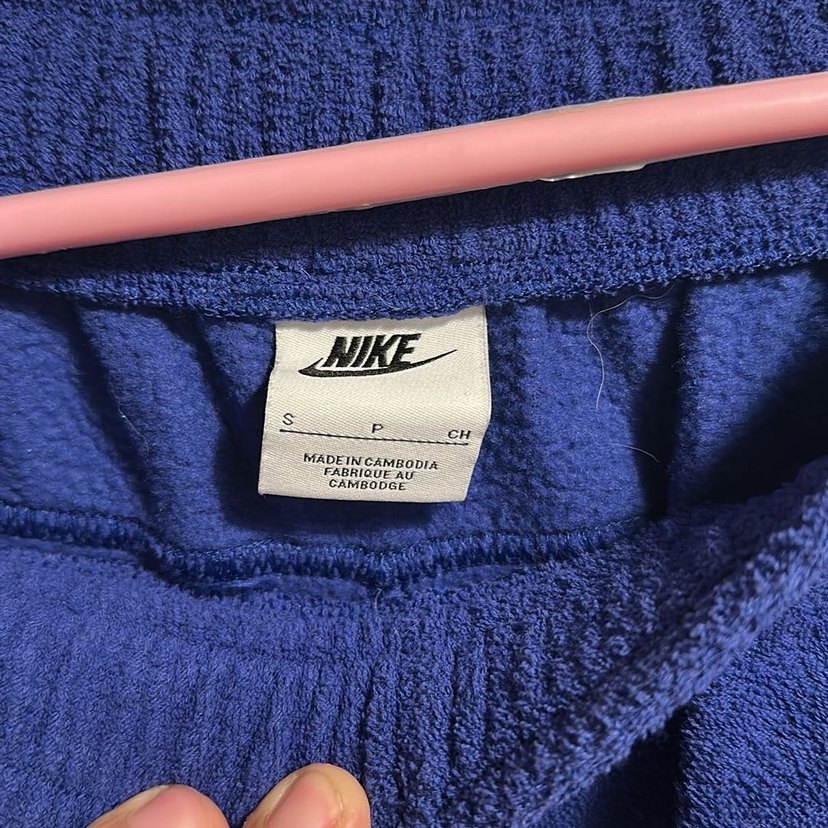 NIKE
S P CH
MADE IN CAMBODIA
FABRIQUE AU
CAMBODGE